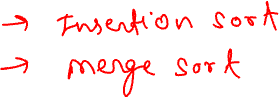 → Insertion sort
→ merge sort